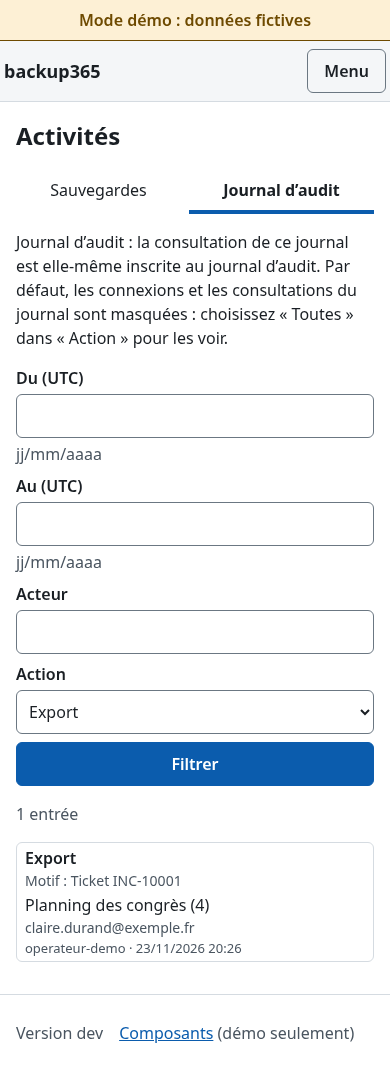 Mode démo : données fictives
backup365
Menu
Activités
Sauvegardes
Journal d’audit
Journal d’audit : la consultation de ce journal
est elle-même inscrite au journal d’audit. Par
défaut, les connexions et les consultations du
journal sont masquées : choisissez « Toutes »
dans « Action » pour les voir.
Du (UTC)
jj/mm/aaaa
Au (UTC)
jj/mm/aaaa
Acteur
Action
Export
Filtrer
1 entrée
Export
Motif : Ticket INC-10001
Planning des congrès (4)
claire.durand@exemple.fr
operateur-demo · 23/11/2026 20:26
Version dev Composants (démo seulement)